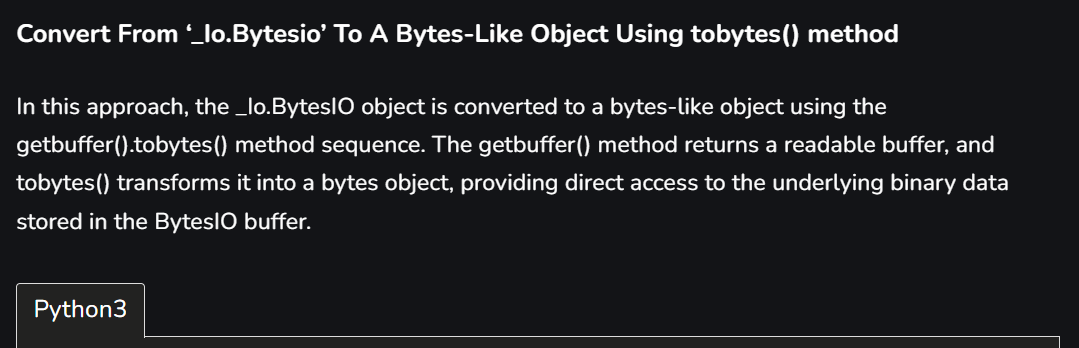 Convert From ‘_Io.Bytesio’ To A Bytes-Like Object Using tobytes() method
In this approach, the _Io.BytesIO object is converted to a bytes-like object using the
getbuffer().tobytes() method sequence. The getbuffer() method returns a readable buffer, and
tobytes() transforms it into a bytes object, providing direct access to the underlying binary data
stored in the BytesIO buffer.
Python3